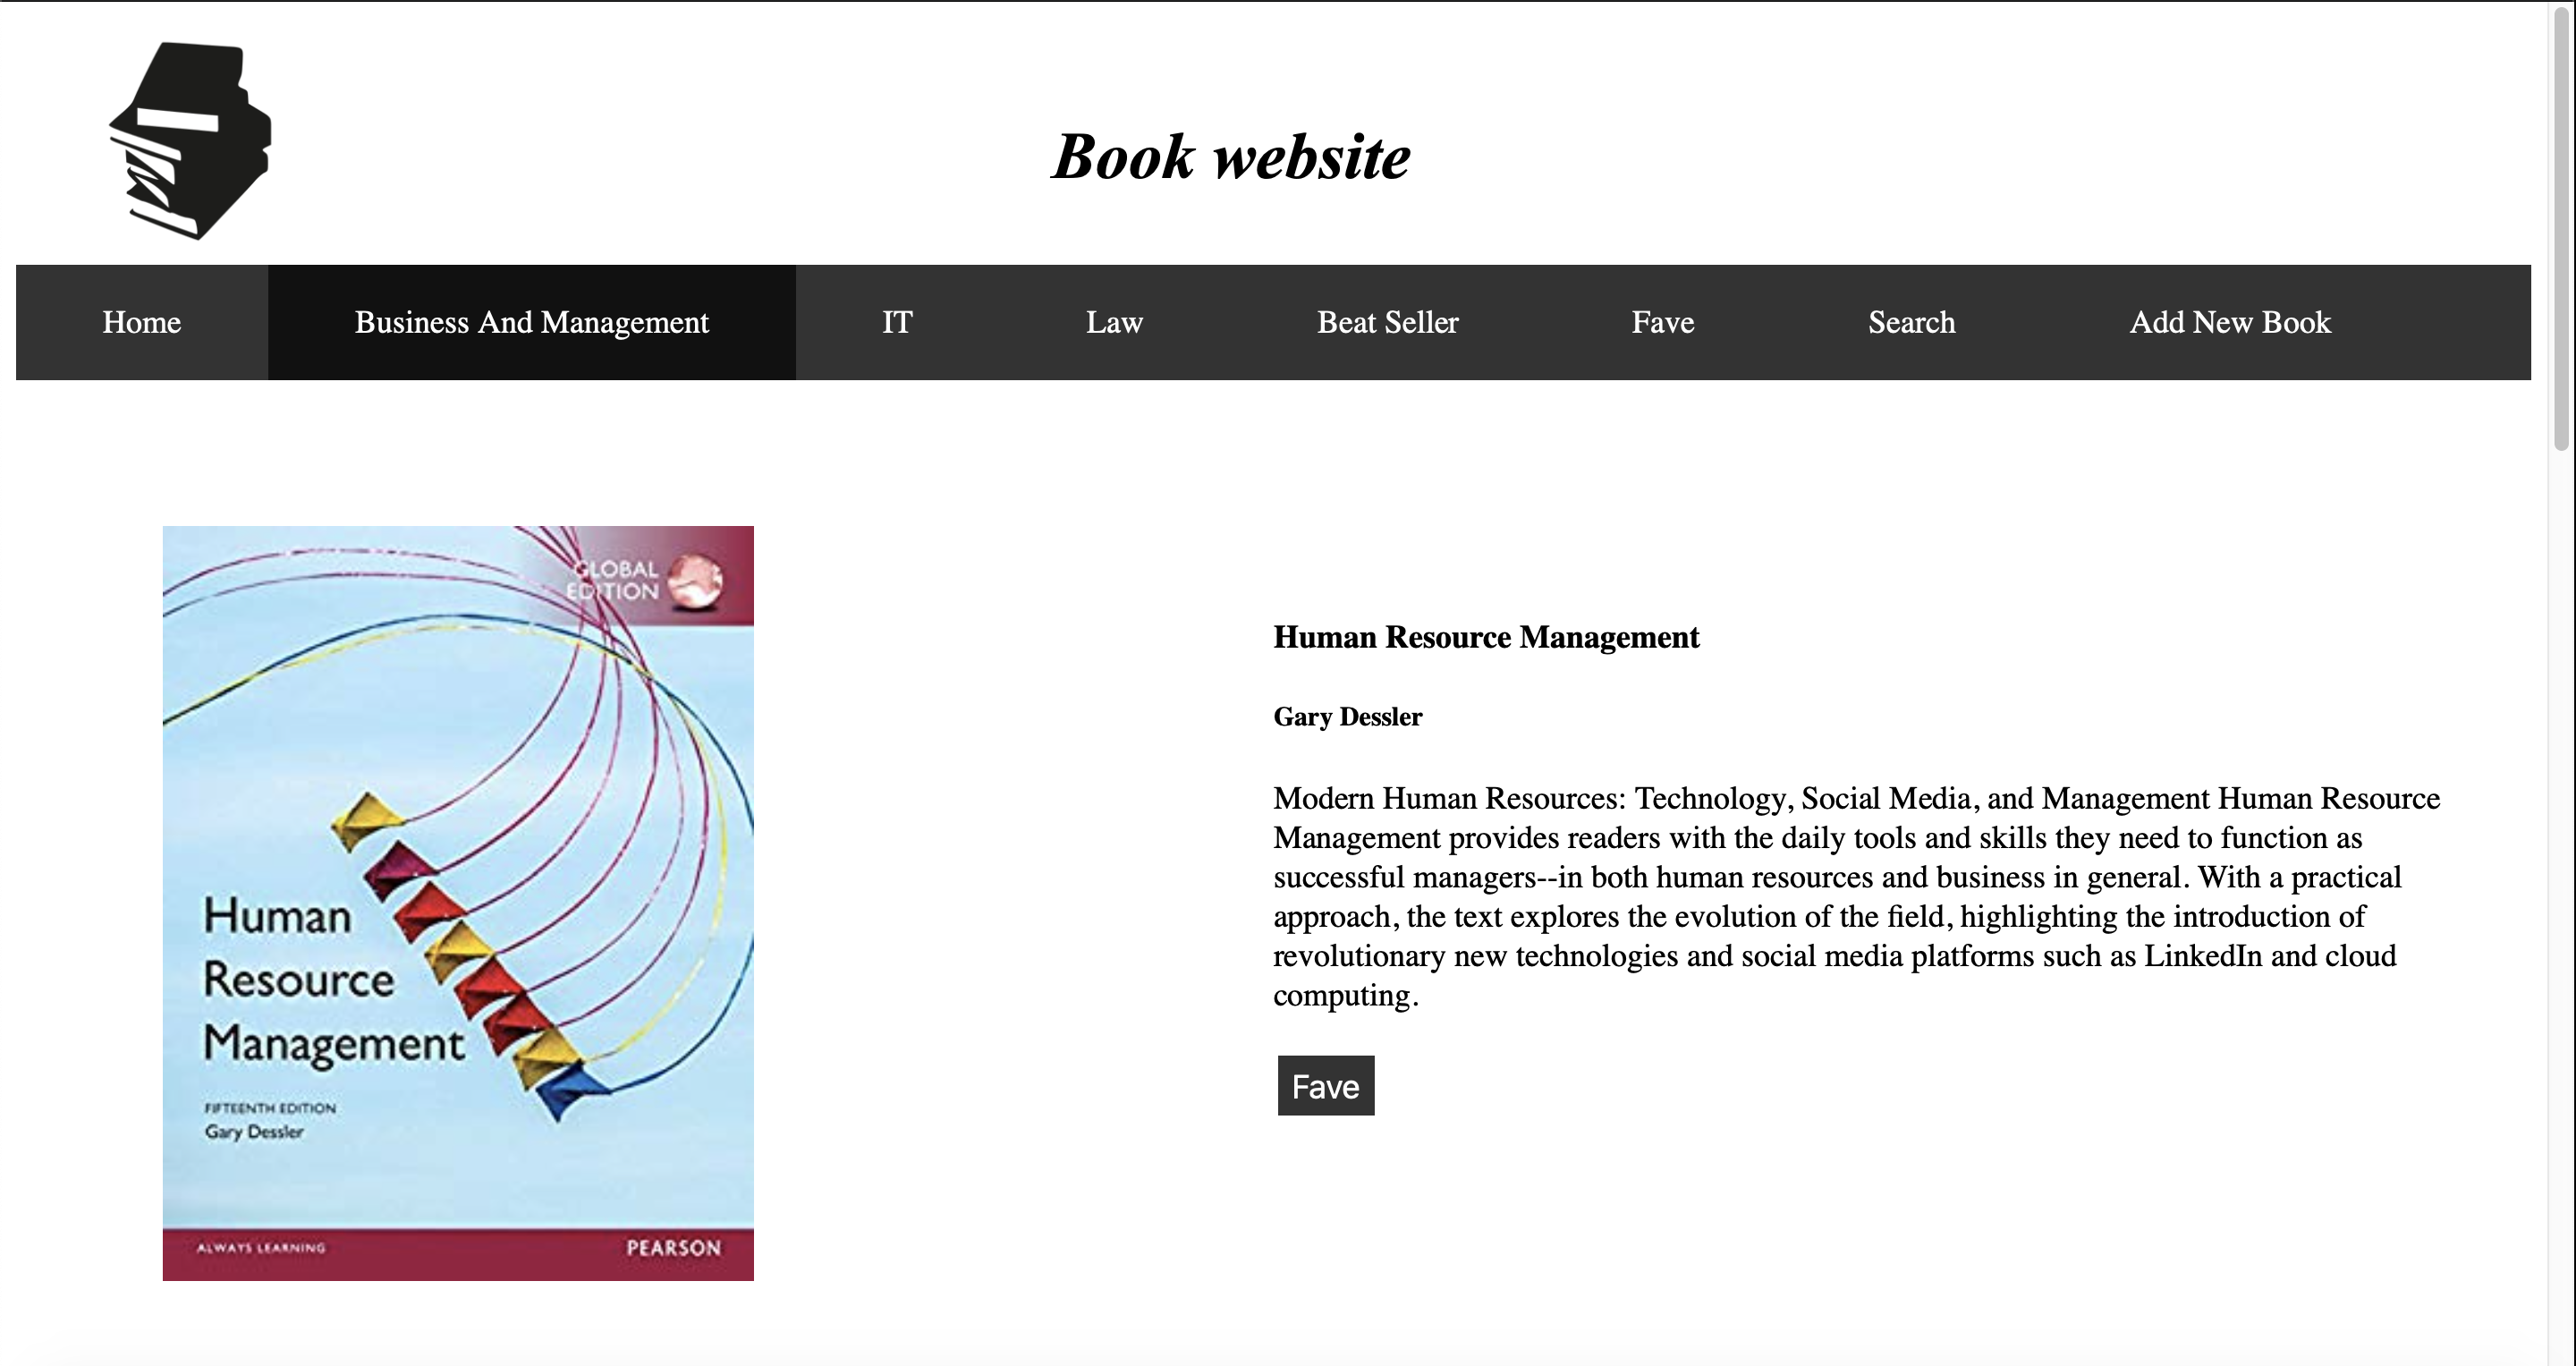 Book website
Home
Business And Management
IT
Law
Beat Seller
Fave
Search
Add New Book
GLOBAL
EDITION
Human
Resource
Management
FIFTEENTH EDITION
Gary Dessler
ALWAYS LEARNING
PEARSON
Human Resource Management
Gary Dessler
Modern Human Resources: Technology, Social Media, and Management Human Resource
Management provides readers with the daily tools and skills they need to function as
successful managers--in both human resources and business in general. With a practical
approach, the text explores the evolution of the field, highlighting the introduction of
revolutionary new technologies and social media platforms such as LinkedIn and cloud
computing.
Fave